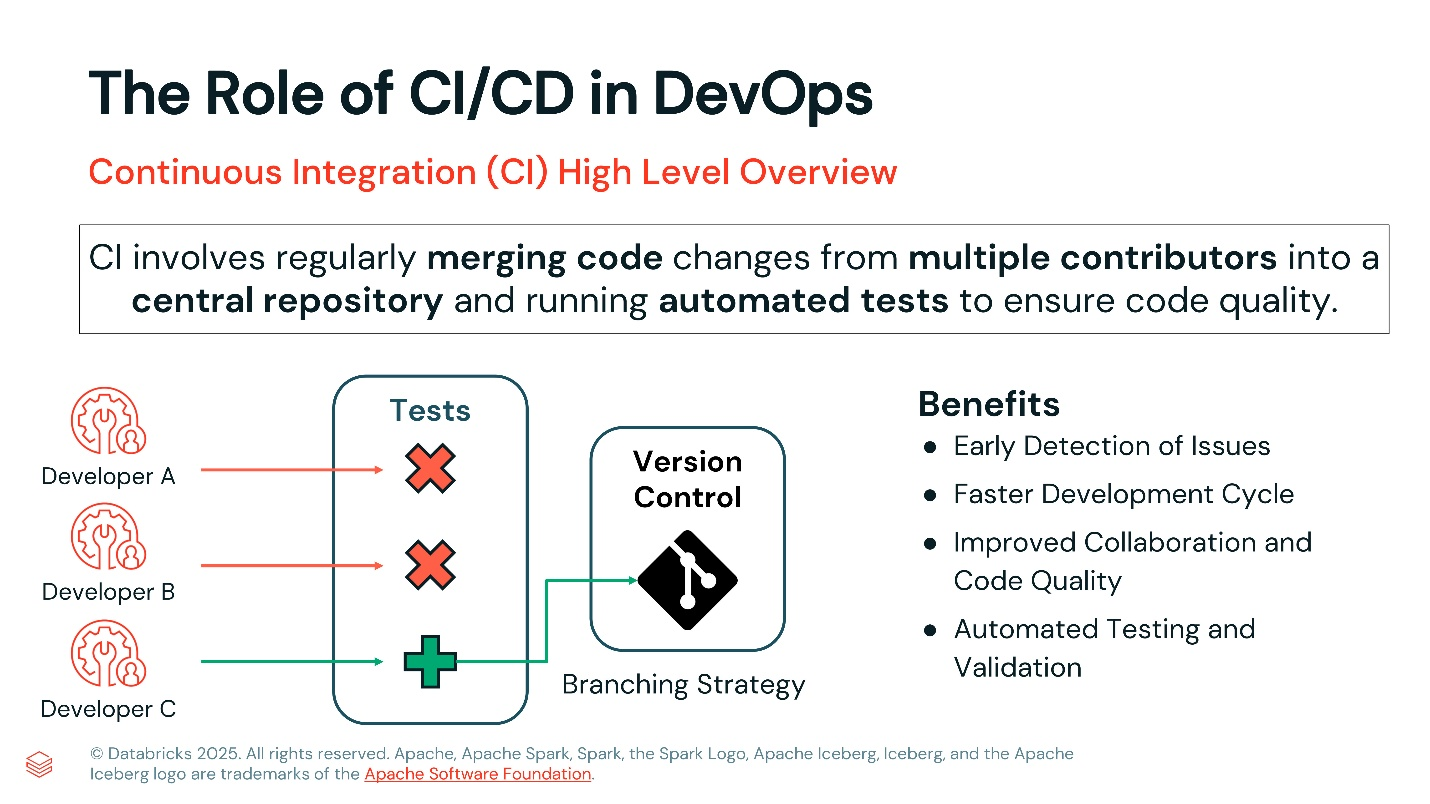 The Role of CI/CD in DevOps
Continuous Integration (CI) High Level Overview
CI involves regularly merging code changes from multiple contributors into a
central repository and running automated tests to ensure code quality.
Developer A
Developer B
Developer C
Tests
Version
Control
Branching Strategy
Benefits
● Early Detection of Issues
● Faster Development Cycle
● Improved Collaboration and
Code Quality
● Automated Testing and
Validation
© Databricks 2025. All rights reserved. Apache, Apache Spark, Spark, the Spark Logo, Apache Iceberg, Iceberg, and the Apache
Iceberg logo are trademarks of the Apache Software Foundation.